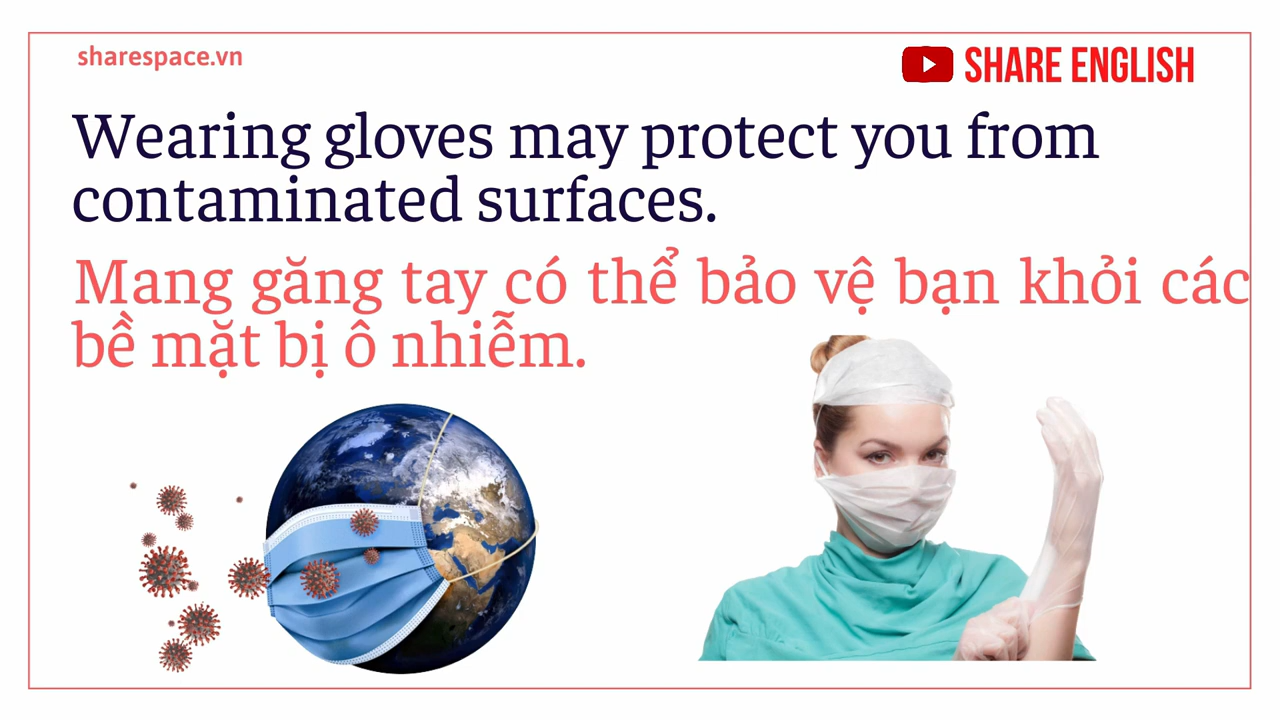 sharespace.vn
SHARE ENGLISH
Wearing gloves may protect you from
contaminated surfaces.
Mang găng tay có thể bảo vệ bạn khỏi các
bề mặt bị ô nhiễm.